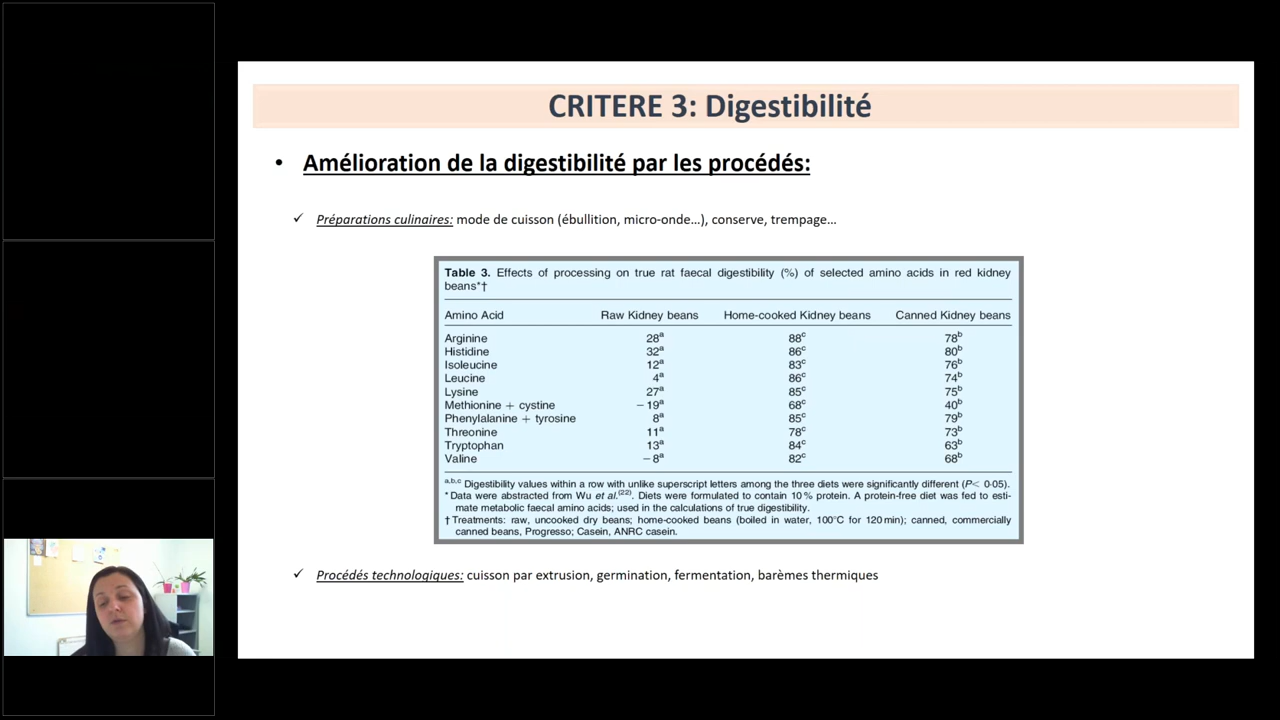 CRITERE 3: Digestibilité
• Amélioration de la digestibilité par les procédés:
✓ Préparations culinaires: mode de cuisson (ébullition, micro-onde…), conserve, trempage…
Table 3. Effects of processing on true rat faecal digestibility (%) of selected amino acids in red kidney
beans*†
Amino Acid Raw Kidney beans Home-cooked Kidney beans Canned Kidney beans
Arginine 28a 88c 78b
Histidine 32a 86c 80b
Isoleucine 12a 83c 76b
Leucine 4a 86c 74b
Lysine 27a 85c 75b
Methionine + cystine −19a 68c 40b
Phenylalanine + tyrosine 8a 85c 79b
Threonine 11a 78c 73b
Tryptophan 13a 84c 63b
Valine −8a 82c 68b
a,b,c Digestibility values within a row with unlike superscript letters among the three diets were significantly different (P< 0·05).
* Data were abstracted from Wu et al.(22). Diets were formulated to contain 10 % protein. A protein-free diet was fed to esti-
mate metabolic faecal amino acids; used in the calculations of true digestibility.
† Treatments: raw, uncooked dry beans; home-cooked beans (boiled in water, 100°C for 120 min); canned, commercially
canned beans, Progresso; Casein, ANRC casein.
✓ Procédés technologiques: cuisson par extrusion, germination, fermentation, barèmes thermiques